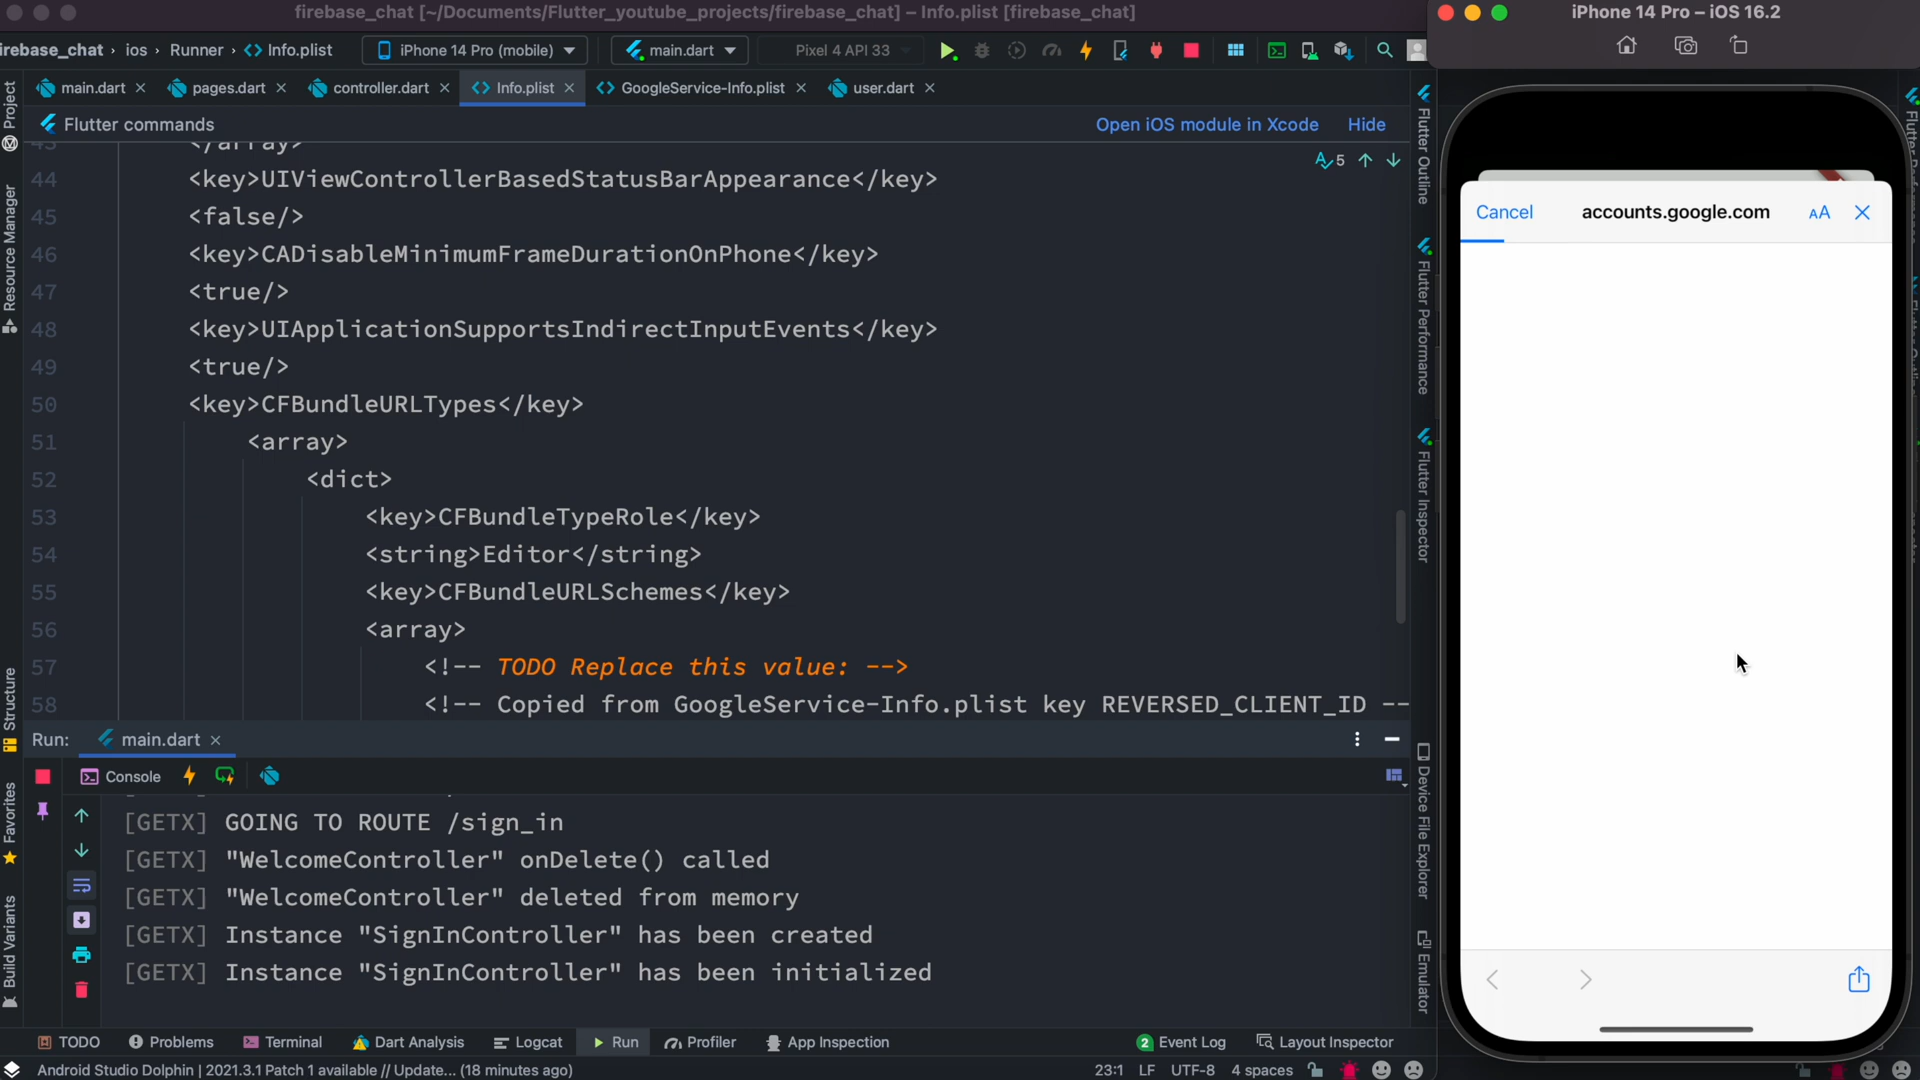 firebase_chat [~/Documents/Flutter_youtube_projects/firebase_chat] – Info.plist [firebase_chat]
iPhone 14 Pro – iOS 16.2
irebase_chat › ios › Runner › Info.plist
iPhone 14 Pro (mobile)
main.dart
Pixel 4 API 33
main.dart
pages.dart
controller.dart
Info.plist
GoogleService-Info.plist
user.dart
Flutter commands
Open iOS module in Xcode
Hide
5
43 </array>
44 <key>UIViewControllerBasedStatusBarAppearance</key>
45 <false/>
46 <key>CADisableMinimumFrameDurationOnPhone</key>
47 <true/>
48 <key>UIApplicationSupportsIndirectInputEvents</key>
49 <true/>
50 <key>CFBundleURLTypes</key>
51 <array>
52 <dict>
53 <key>CFBundleTypeRole</key>
54 <string>Editor</string>
55 <key>CFBundleURLSchemes</key>
56 <array>
57 <!-- TODO Replace this value: -->
58 <!-- Copied from GoogleService-Info.plist key REVERSED_CLIENT_ID --
Run: main.dart
Console
[GETX] GOING TO ROUTE /sign_in
[GETX] "WelcomeController" onDelete() called
[GETX] "WelcomeController" deleted from memory
[GETX] Instance "SignInController" has been created
[GETX] Instance "SignInController" has been initialized
TODO
Problems
Terminal
Dart Analysis
Logcat
Run
Profiler
App Inspection
2 Event Log
Layout Inspector
Android Studio Dolphin | 2021.3.1 Patch 1 available // Update... (18 minutes ago)
23:1 LF UTF-8 4 spaces
Project
Resource Manager
Structure
Favorites
Build Variants
Flutter Outline
Flutter Performance
Flutter Inspector
Device File Explorer
Emulator
Cancel
accounts.google.com
AA